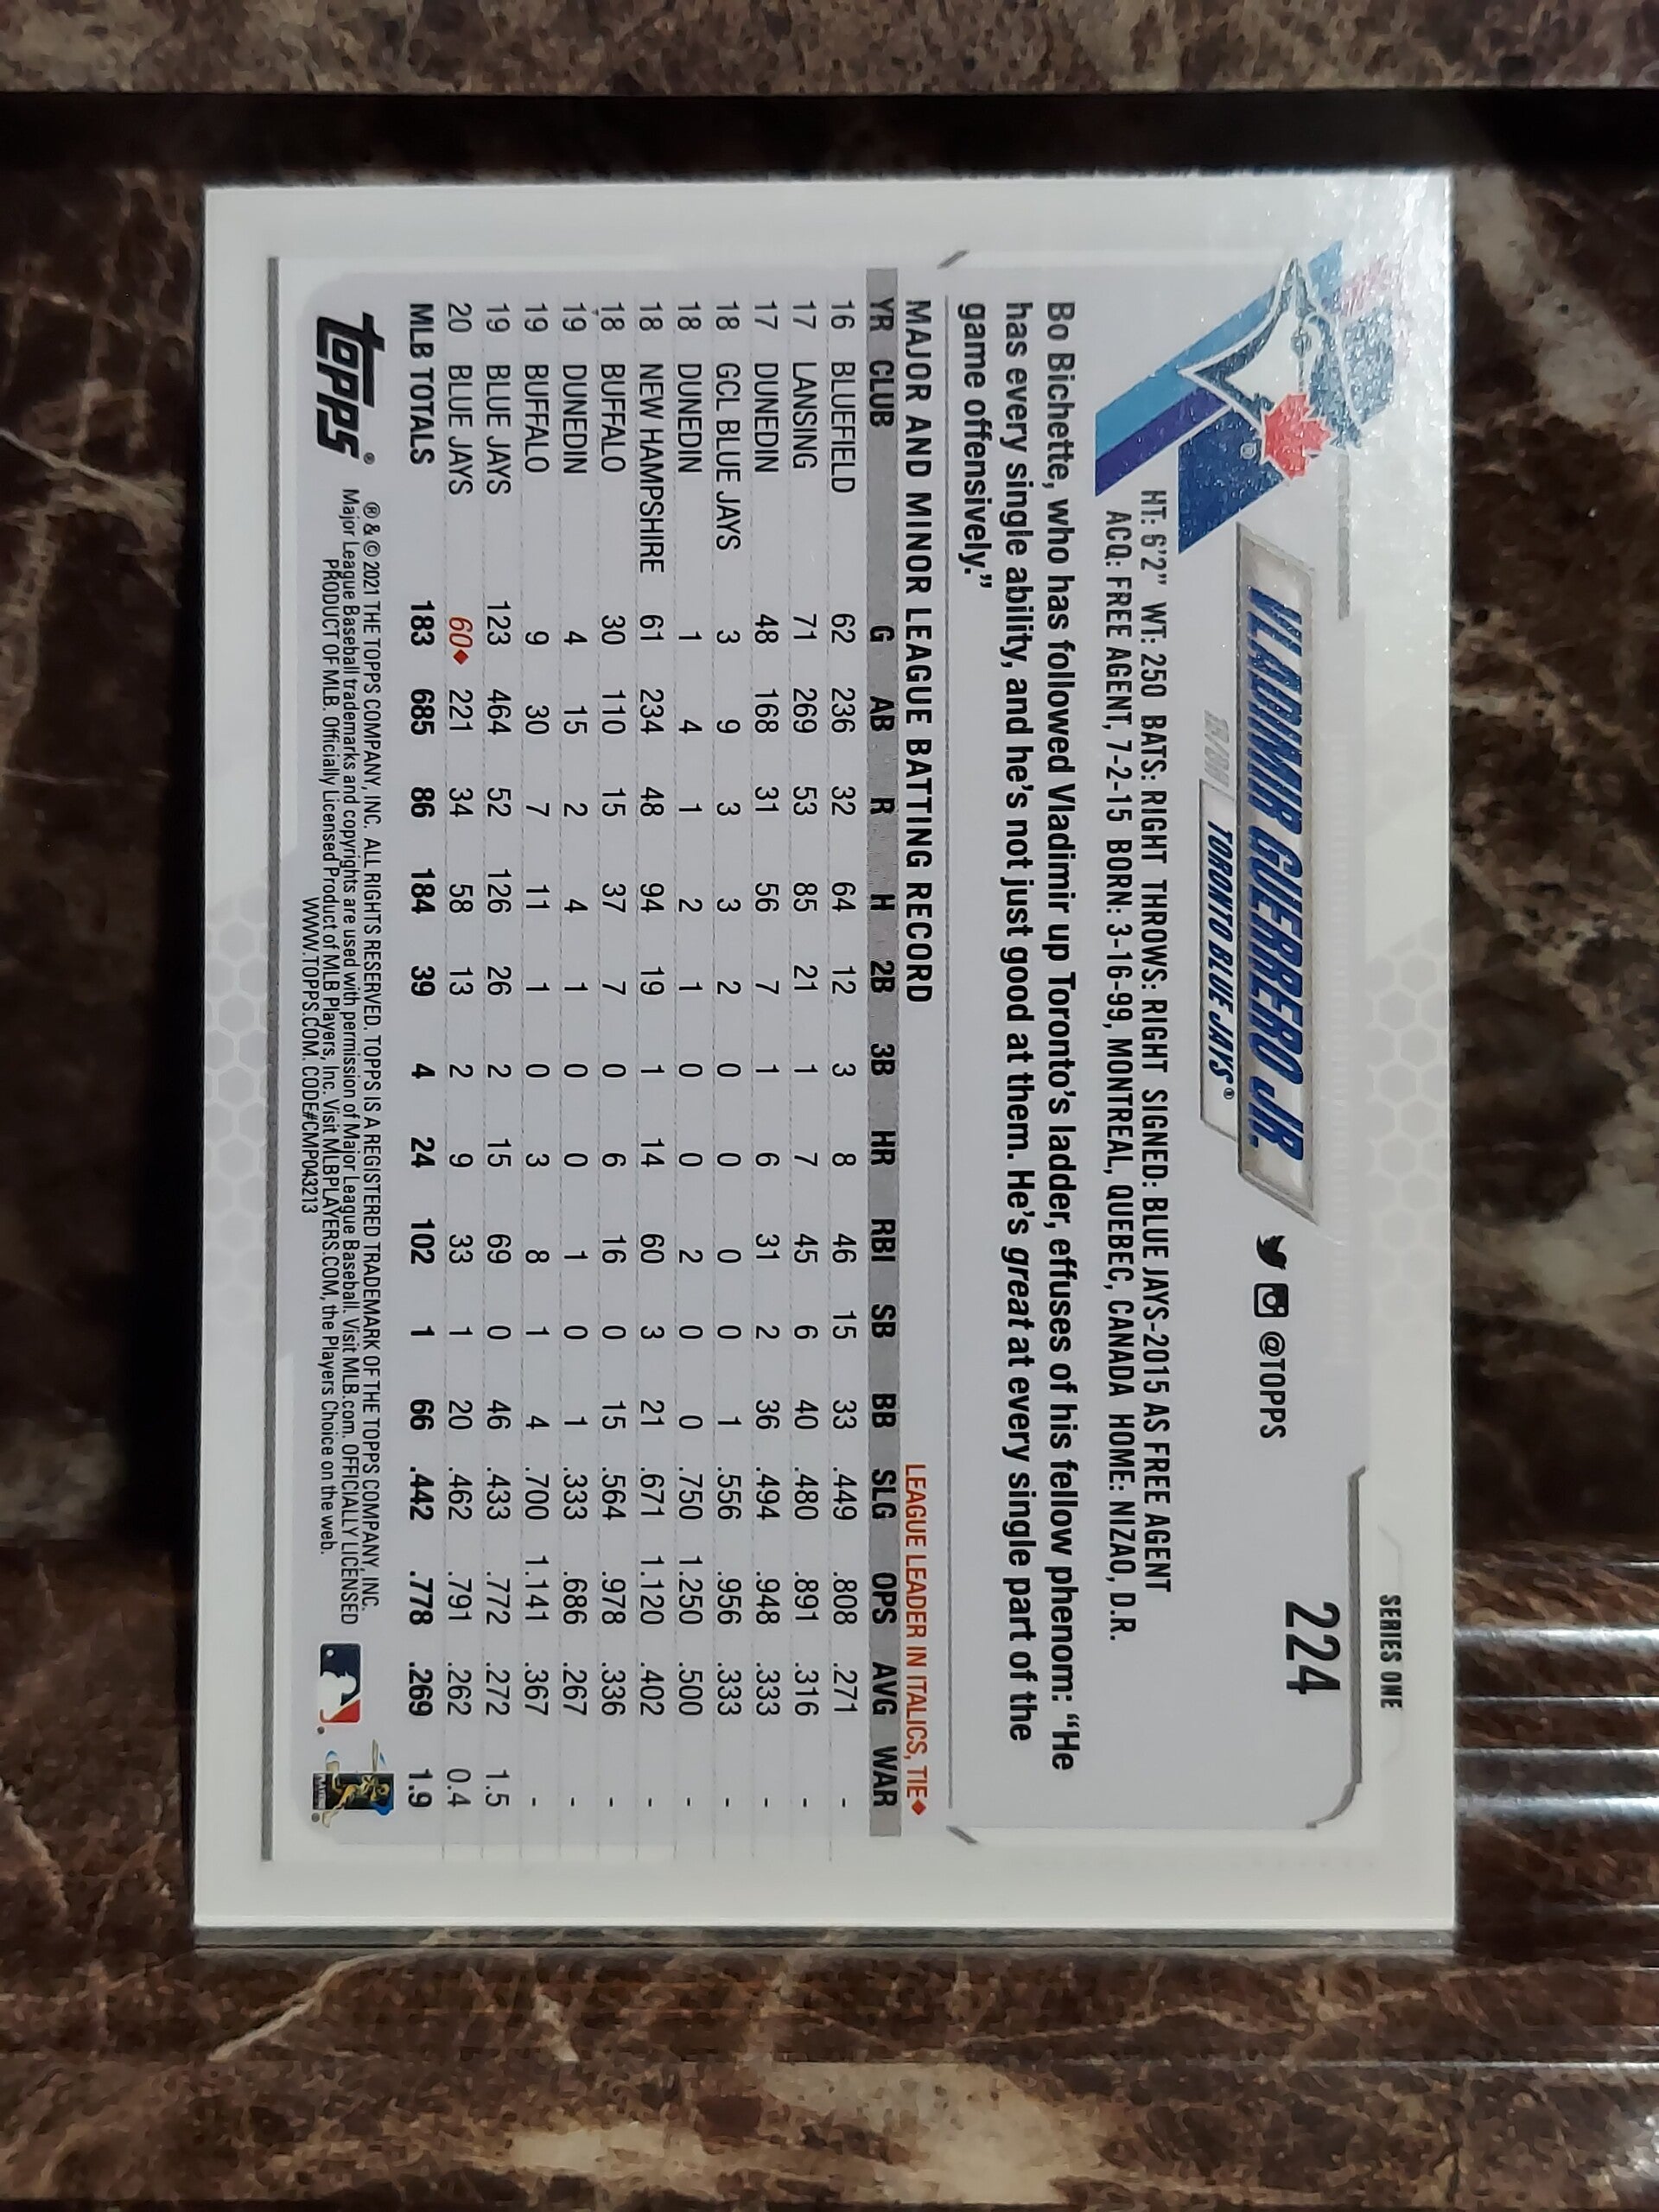 SERIES ONE
224
VLADIMIR GUERRERO JR.
@TOPPS
1B/DH TORONTO BLUE JAYS®
HT: 6'2" WT: 250 BATS: RIGHT THROWS: RIGHT SIGNED: BLUE JAYS-2015 AS FREE AGENT
ACQ: FREE AGENT, 7-2-15 BORN: 3-16-99, MONTREAL, QUEBEC, CANADA HOME: NIZAO, D.R.
Bo Bichette, who has followed Vladimir up Toronto's ladder, effuses of his fellow phenom: “He
has every single ability, and he's not just good at them. He's great at every single part of the
game offensively.”
MAJOR AND MINOR LEAGUE BATTING RECORD LEAGUE LEADER IN ITALICS, TIE♦
YR CLUB G AB R H 2B 3B HR RBI SB BB SLG OPS AVG WAR
16 BLUEFIELD 62 236 32 64 12 3 8 46 15 33 .449 .808 .271 -
17 LANSING 71 269 53 85 21 1 7 45 6 40 .480 .891 .316 -
17 DUNEDIN 48 168 31 56 7 1 6 31 2 36 .494 .948 .333 -
18 GCL BLUE JAYS 3 9 3 3 2 0 0 0 0 1 .556 .956 .333 -
18 DUNEDIN 1 4 1 2 1 0 0 2 0 0 .750 1.250 .500 -
18 NEW HAMPSHIRE 61 234 48 94 19 1 14 60 3 21 .671 1.120 .402 -
18 BUFFALO 30 110 15 37 7 0 6 16 0 15 .564 .978 .336 -
19 DUNEDIN 4 15 2 4 1 0 0 1 0 1 .333 .686 .267 -
19 BUFFALO 9 30 7 11 1 0 3 8 1 4 .700 1.141 .367 -
19 BLUE JAYS 123 464 52 126 26 2 15 69 0 46 .433 .772 .272 1.5
20 BLUE JAYS 60♦ 221 34 58 13 2 9 33 1 20 .462 .791 .262 0.4
MLB TOTALS 183 685 86 184 39 4 24 102 1 66 .442 .778 .269 1.9
topps®
® & © 2021 THE TOPPS COMPANY, INC. ALL RIGHTS RESERVED. TOPPS IS A REGISTERED TRADEMARK OF THE TOPPS COMPANY, INC.
Major League Baseball trademarks and copyrights are used with permission of Major League Baseball. Visit MLB.com. OFFICIALLY LICENSED
PRODUCT OF MLB. Officially Licensed Product of MLB Players, Inc. Visit MLBPLAYERS.COM, the Players Choice on the web.
WWW.TOPPS.COM. CODE#CMP043213